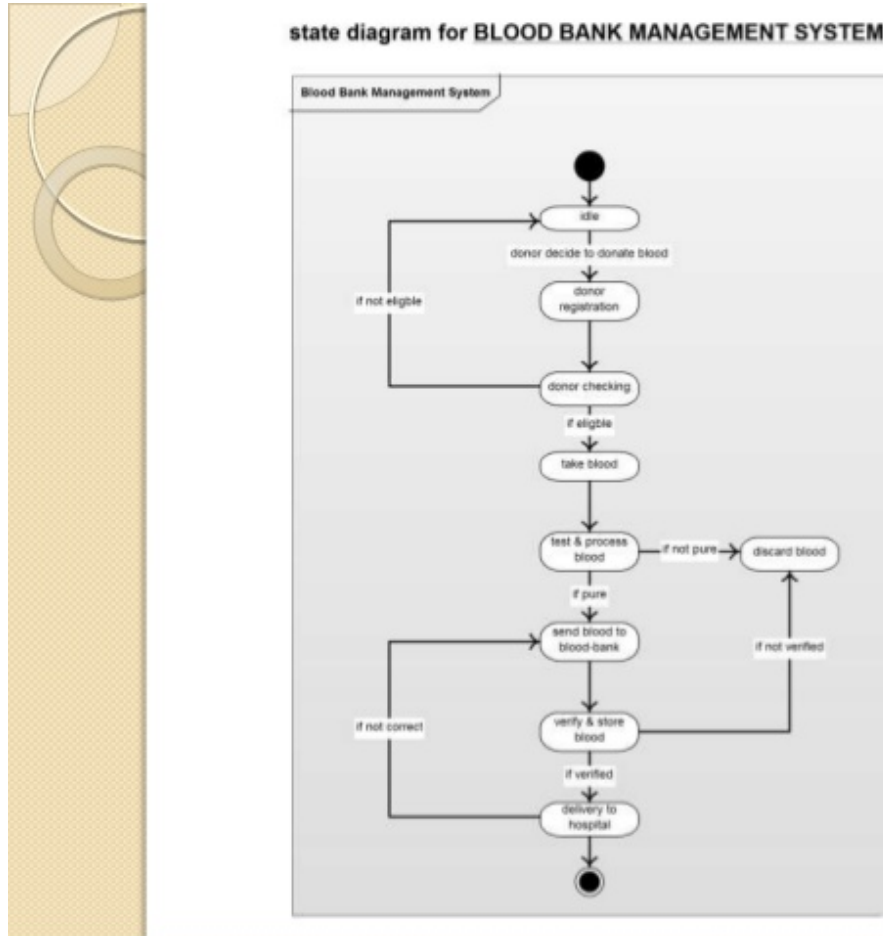 state diagram for BLOOD BANK MANAGEMENT SYSTEM
Blood Bank Management System
idle
donor decide to donate blood
donor
registration
if not eligble
donor checking
if eligble
take blood
test & process
blood
if not pure
discard blood
if pure
send blood to
blood-bank
if not verified
if not correct
verify & store
blood
if verified
delivery to
hospital